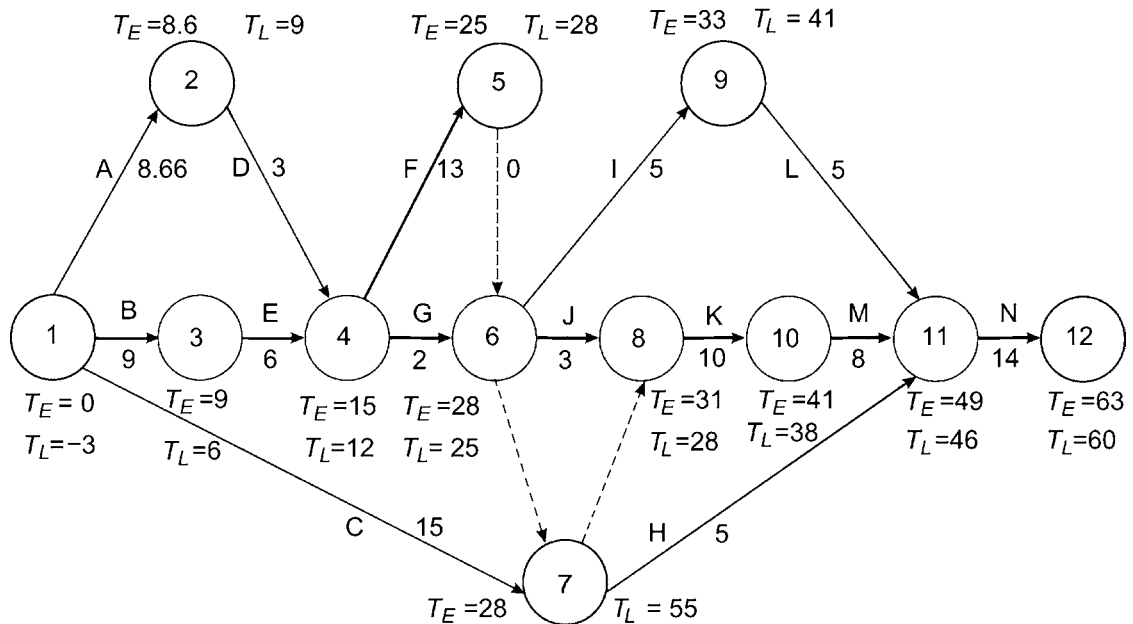 T_E = 8.6 T_L = 9 T_E = 25 T_L = 28 T_E = 33 T_L = 41
2 5 9
A 8.66 D 3 F 13 0 I 5 L 5
B E G J K M N
1 3 4 6 8 10 11 12
9 6 2 3 10 8 14
T_E = 0 T_E = 9 T_E = 15 T_E = 28 T_E = 31 T_E = 41 T_E = 49 T_E = 63
T_L = −3 T_L = 6 T_L = 12 T_L = 25 T_L = 28 T_L = 38 T_L = 46 T_L = 60
C 15 H 5
7
T_E = 28 T_L = 55